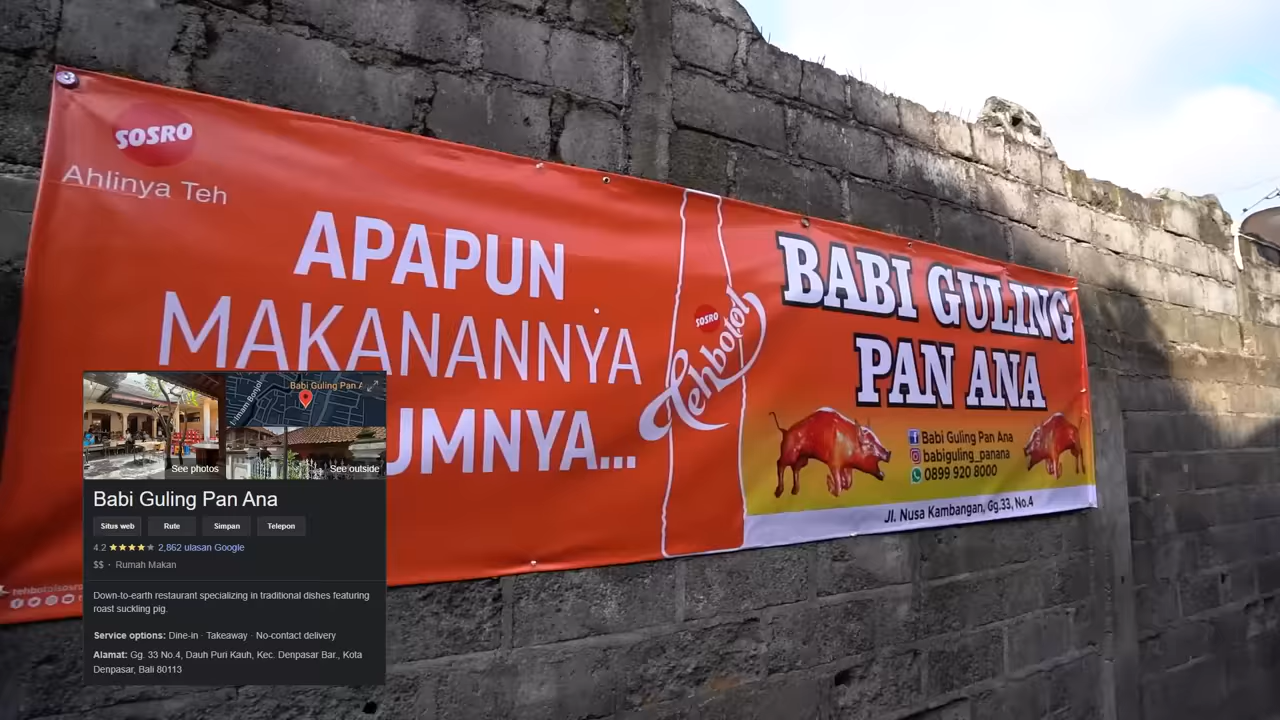 SOSRO
Ahlinya Teh
APAPUN
MAKANANNYA
UMNYA...
SOSRO
Tehbotol
BABI GULING
PAN ANA
Babi Guling Pan Ana
babiguling_panana
0899 920 8000
Jl. Nusa Kambangan, Gg.33, No.4
Babi Guling Pan A
Imam Bonjol
See photos
See outside
Babi Guling Pan Ana
Situs web Rute Simpan Telepon
4.2 ★★★★★ 2,862 ulasan Google
$$ · Rumah Makan
Down-to-earth restaurant specializing in traditional dishes featuring
roast suckling pig.
Service options: Dine-in · Takeaway · No-contact delivery
Alamat: Gg. 33 No.4, Dauh Puri Kauh, Kec. Denpasar Bar., Kota
Denpasar, Bali 80113
tehbotolsosro